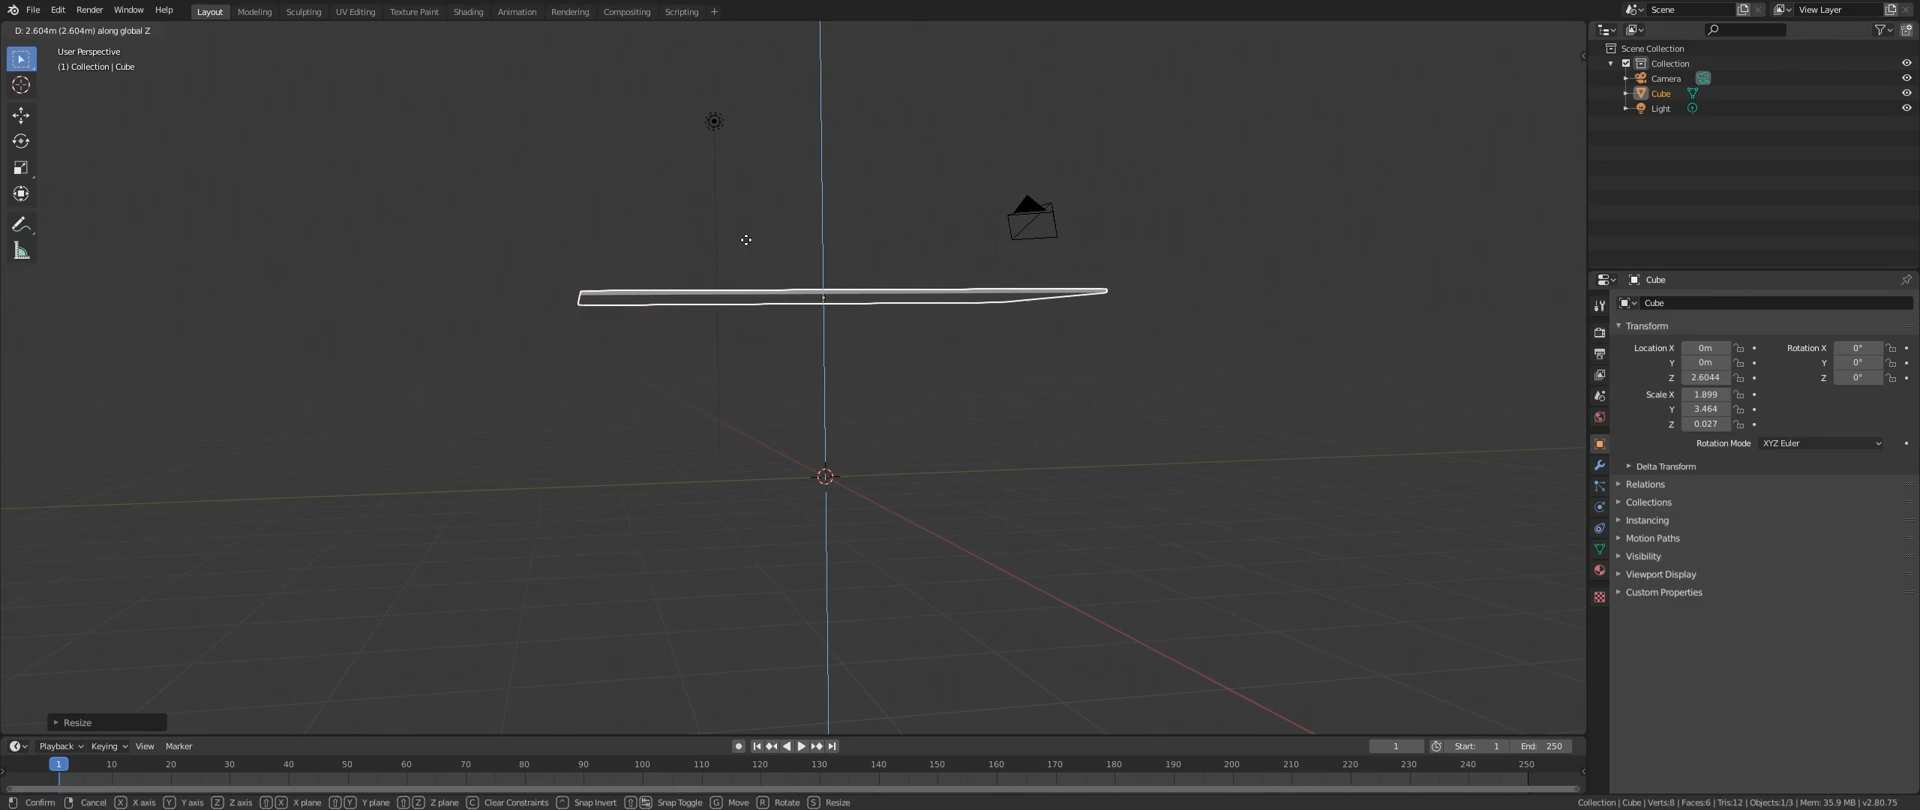 File Edit Render Window Help Layout Modeling Sculpting UV Editing Texture Paint Shading Animation Rendering Compositing Scripting + Scene View Layer
D: 2.604m (2.604m) along global Z
User Perspective
(1) Collection | Cube
Scene Collection
Collection
Camera
Cube
Light
Cube
Cube
Transform
Location X 0m Rotation X 0°
Y 0m Y 0°
Z 2.6044 Z 0°
Scale X 1.899
Y 3.464
Z 0.027
Rotation Mode XYZ Euler
Delta Transform
Relations
Collections
Instancing
Motion Paths
Visibility
Viewport Display
Custom Properties
Resize
Playback Keying View Marker 1 Start: 1 End: 250
1 10 20 30 40 50 60 70 80 90 100 110 120 130 140 150 160 170 180 190 200 210 220 230 240 250
Confirm Cancel X X axis Y Y axis Z Z axis X X plane Y Y plane Z Z plane C Clear Constraints ^ Snap Invert Snap Toggle G Move R Rotate S Resize Collection | Cube | Verts:8 | Faces:6 | Tris:12 | Objects:1/3 | Mem: 35.9 MB | v2.80.75